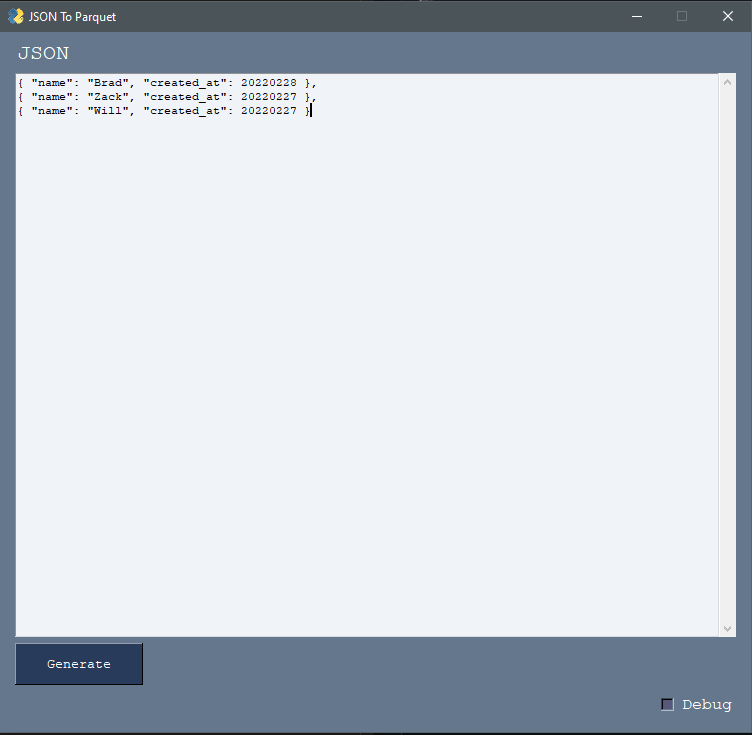 JSON To Parquet
JSON
{ "name": "Brad", "created_at": 20220228 },
{ "name": "Zack", "created_at": 20220227 },
{ "name": "Will", "created_at": 20220227 }
Generate
Debug